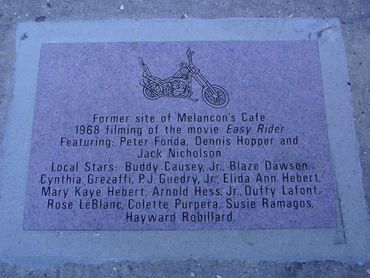 Former site of Melancon's Cafe
1968 filming of the movie Easy Rider
Featuring: Peter Fonda, Dennis Hopper and
Jack Nicholson
Local Stars: Buddy Causey, Jr., Blaze Dawson,
Cynthia Grezaffi, P.J. Guedry, Jr., Elida Ann Hebert,
Mary Kaye Hebert, Arnold Hess, Jr., Duffy Lafont,
Rose LeBlanc, Colette Purpera, Susie Ramagos,
Hayward Robillard.